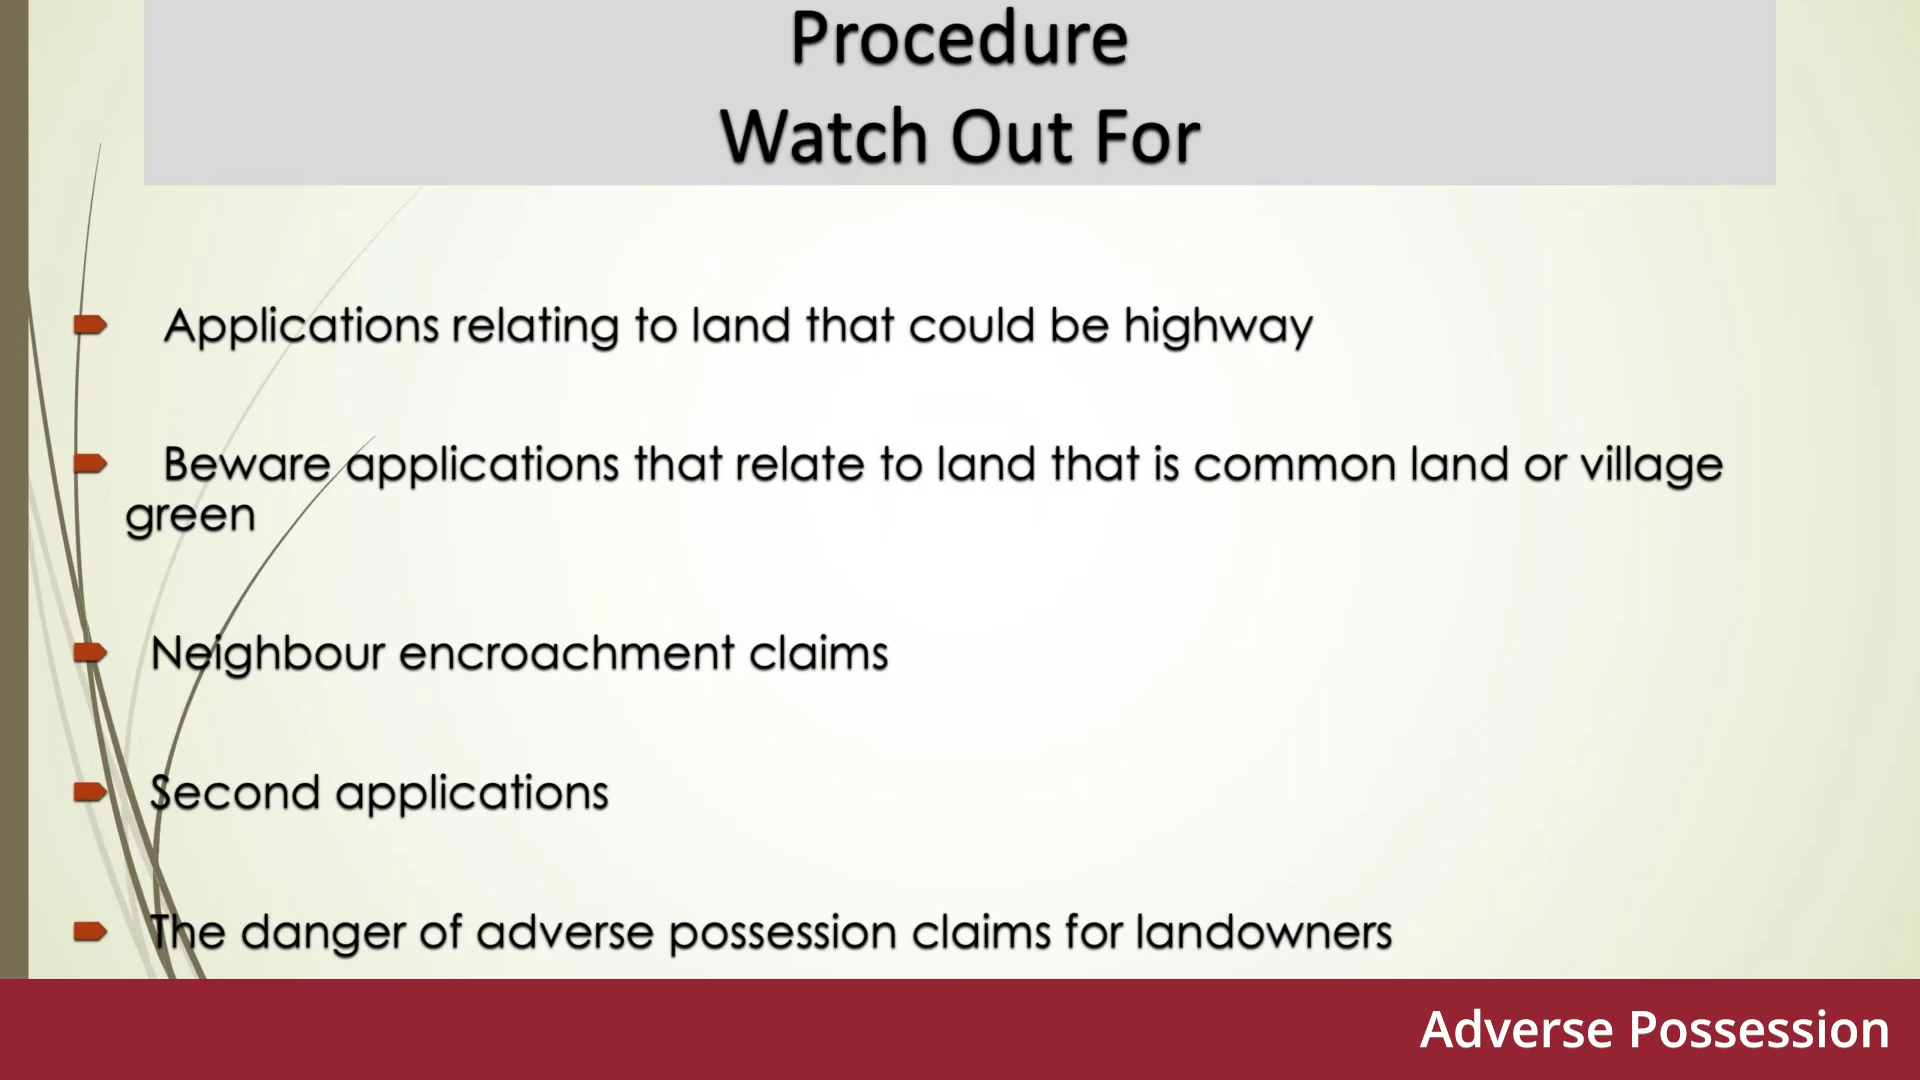 Procedure
Watch Out For
Applications relating to land that could be highway
Beware applications that relate to land that is common land or village
green
Neighbour encroachment claims
Second applications
The danger of adverse possession claims for landowners
Adverse Possession